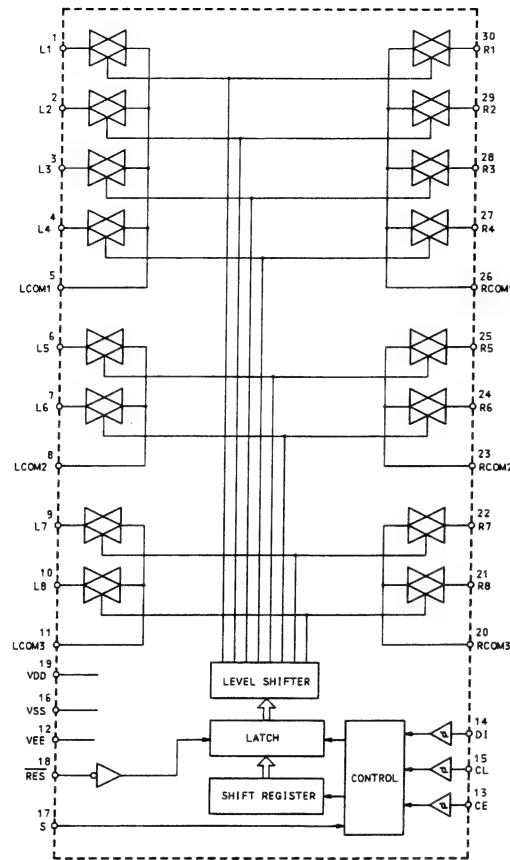 1
L1
30
R1
2
L2
29
R2
3
L3
28
R3
4
L4
27
R4
5
LCOM1
26
RCOM1
6
L5
25
R5
7
L6
24
R6
8
LCOM2
23
RCOM2
9
L7
22
R7
10
L8
21
R8
11
LCOM3
20
RCOM3
19
VDD
LEVEL SHIFTER
16
VSS
12
VEE
LATCH
14
DI
18
RES
CONTROL
15
CL
SHIFT REGISTER
13
CE
17
S